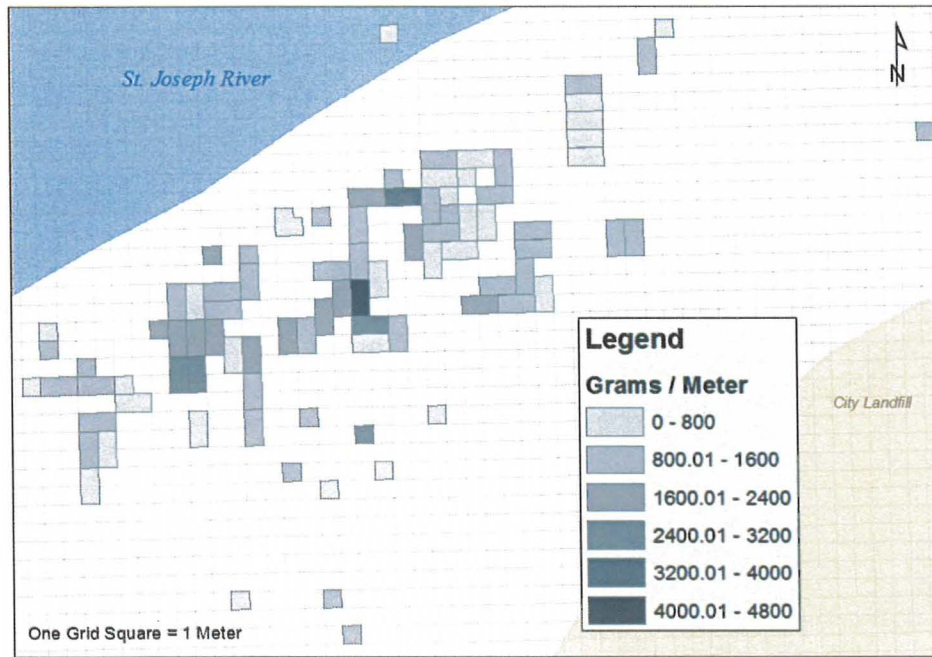 St. Joseph River
N
Legend
Grams / Meter
0 - 800
800.01 - 1600
1600.01 - 2400
2400.01 - 3200
3200.01 - 4000
4000.01 - 4800
City Landfill
One Grid Square = 1 Meter